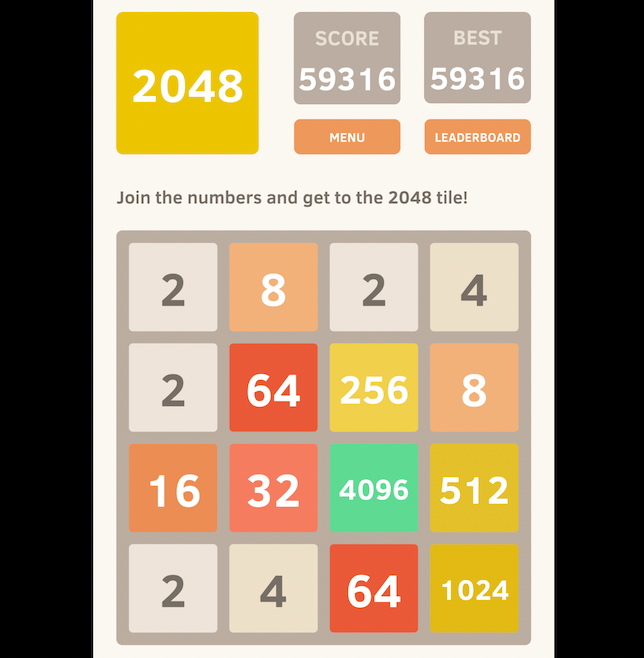 2048
SCORE
59316
BEST
59316
MENU
LEADERBOARD
Join the numbers and get to the 2048 tile!
2 8 2 4
2 64 256 8
16 32 4096 512
2 4 64 1024